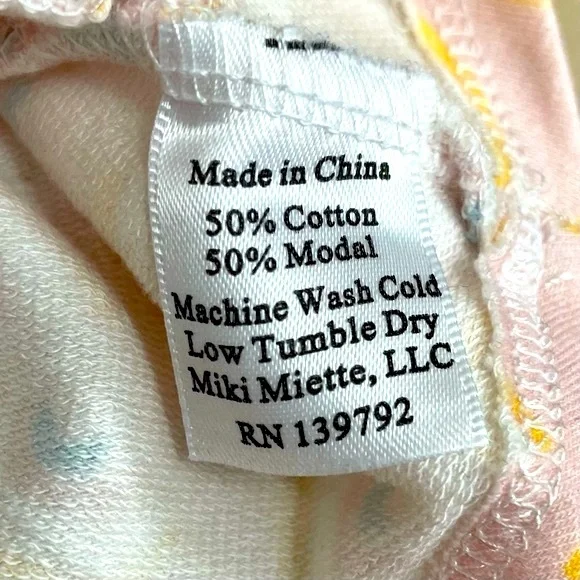 Made in China
50% Cotton
50% Modal
Machine Wash Cold
Low Tumble Dry
Miki Miette, LLC
RN 139792